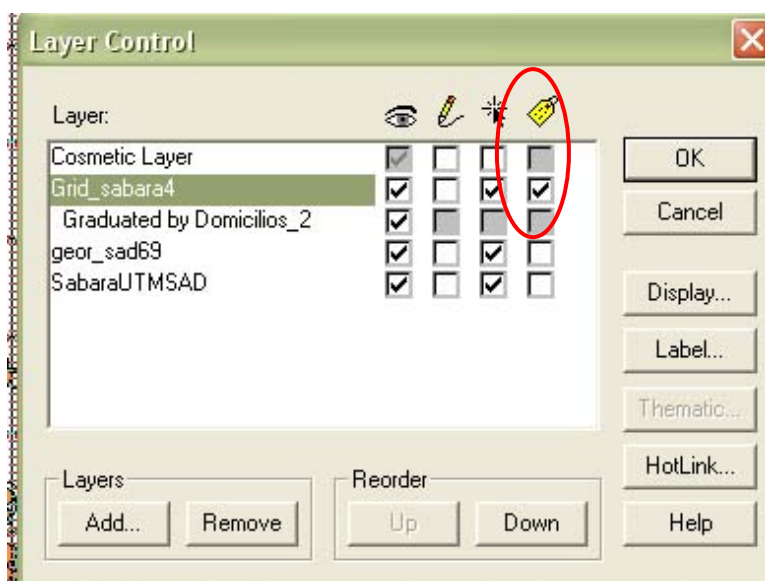 Layer Control
Layer:
Cosmetic Layer
Grid_sabara4
Graduated by Domicilios_2
geor_sad69
SabaraUTMSAD
OK
Cancel
Display...
Label...
Thematic...
HotLink...
Help
Layers
Add...
Remove
Reorder
Up
Down